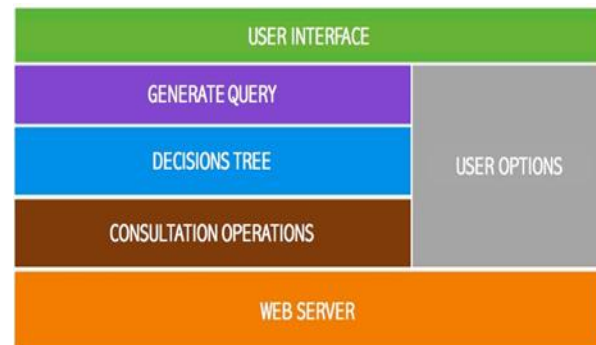 USER INTERFACE
GENERATE QUERY
DECISIONS TREE
USER OPTIONS
CONSULTATION OPERATIONS
WEB SERVER